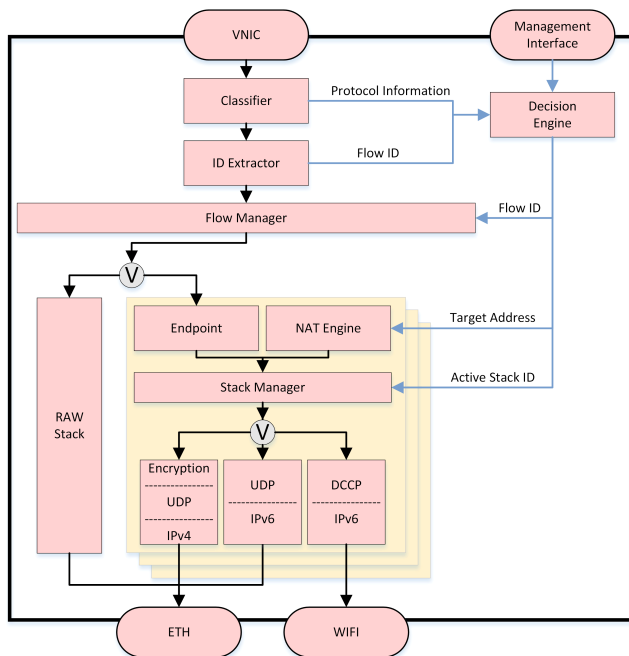 VNIC
Management
Interface
Classifier
Protocol Information
Decision
Engine
ID Extractor
Flow ID
Flow Manager
Flow ID
V
Endpoint
NAT Engine
Target Address
Stack Manager
Active Stack ID
RAW
Stack
V
Encryption
UDP
IPv4
UDP
IPv6
DCCP
IPv6
ETH
WIFI